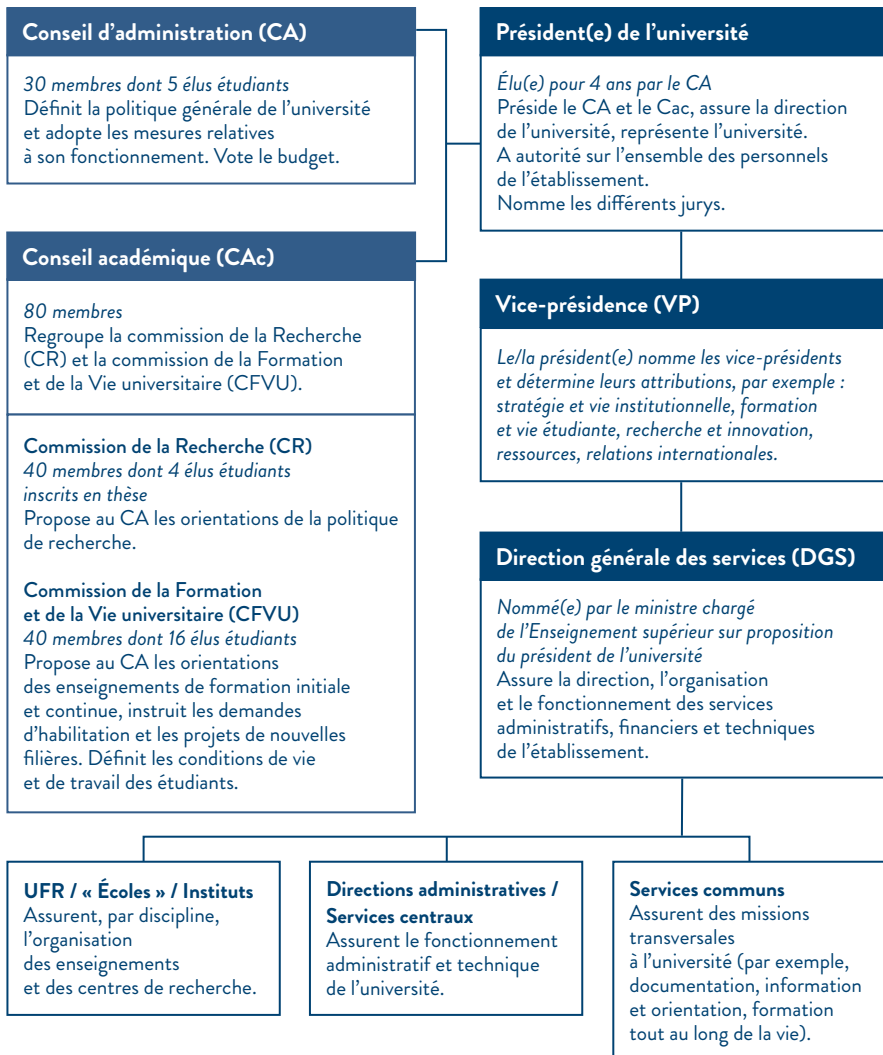 Conseil d'administration (CA)
30 membres dont 5 élus étudiants
Définit la politique générale de l'université
et adopte les mesures relatives
à son fonctionnement. Vote le budget.
Conseil académique (CAc)
80 membres
Regroupe la commission de la Recherche
(CR) et la commission de la Formation
et de la Vie universitaire (CFVU).
Commission de la Recherche (CR)
40 membres dont 4 élus étudiants
inscrits en thèse
Propose au CA les orientations de la politique
de recherche.
Commission de la Formation
et de la Vie universitaire (CFVU)
40 membres dont 16 élus étudiants
Propose au CA les orientations
des enseignements de formation initiale
et continue, instruit les demandes
d'habilitation et les projets de nouvelles
filières. Définit les conditions de vie
et de travail des étudiants.
Président(e) de l'université
Élu(e) pour 4 ans par le CA
Préside le CA et le Cac, assure la direction
de l'université, représente l'université.
A autorité sur l'ensemble des personnels
de l'établissement.
Nomme les différents jurys.
Vice-présidence (VP)
Le/la président(e) nomme les vice-présidents
et détermine leurs attributions, par exemple :
stratégie et vie institutionnelle, formation
et vie étudiante, recherche et innovation,
ressources, relations internationales.
Direction générale des services (DGS)
Nommé(e) par le ministre chargé
de l'Enseignement supérieur sur proposition
du président de l'université
Assure la direction, l'organisation
et le fonctionnement des services
administratifs, financiers et techniques
de l'établissement.
UFR / « Écoles » / Instituts
Assurent, par discipline,
l'organisation
des enseignements
et des centres de recherche.
Directions administratives /
Services centraux
Assurent le fonctionnement
administratif et technique
de l'université.
Services communs
Assurent des missions
transversales
à l'université (par exemple,
documentation, information
et orientation, formation
tout au long de la vie).